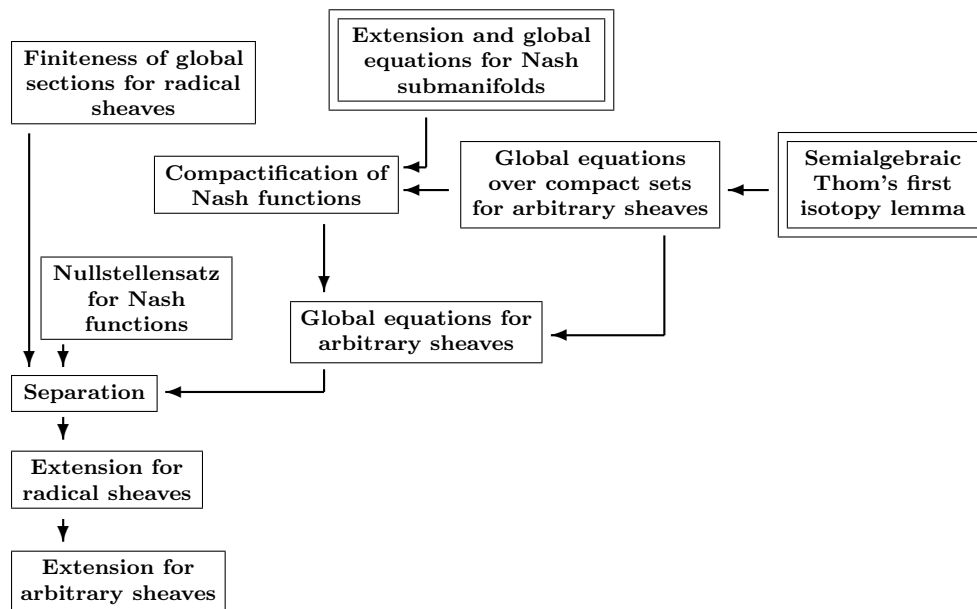 Extension and global
equations for Nash
submanifolds
Finiteness of global
sections for radical
sheaves
Compactification of
Nash functions
Global equations
over compact sets
for arbitrary sheaves
Semialgebraic
Thom's first
isotopy lemma
Nullstellensatz
for Nash
functions
Global equations for
arbitrary sheaves
Separation
Extension for
radical sheaves
Extension for
arbitrary sheaves